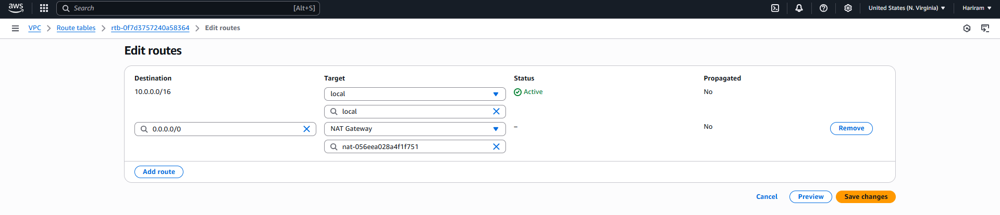 aws
Search [Alt+S]
United States (N. Virginia)
Hariram
VPC
Route tables
rtb-0f7d3757240a58364
Edit routes
Edit routes
Destination Target Status Propagated
10.0.0.0/16 local Active No
local
0.0.0.0/0 NAT Gateway – No Remove
nat-056eea028a4f1f751
Add route
Cancel Preview Save changes